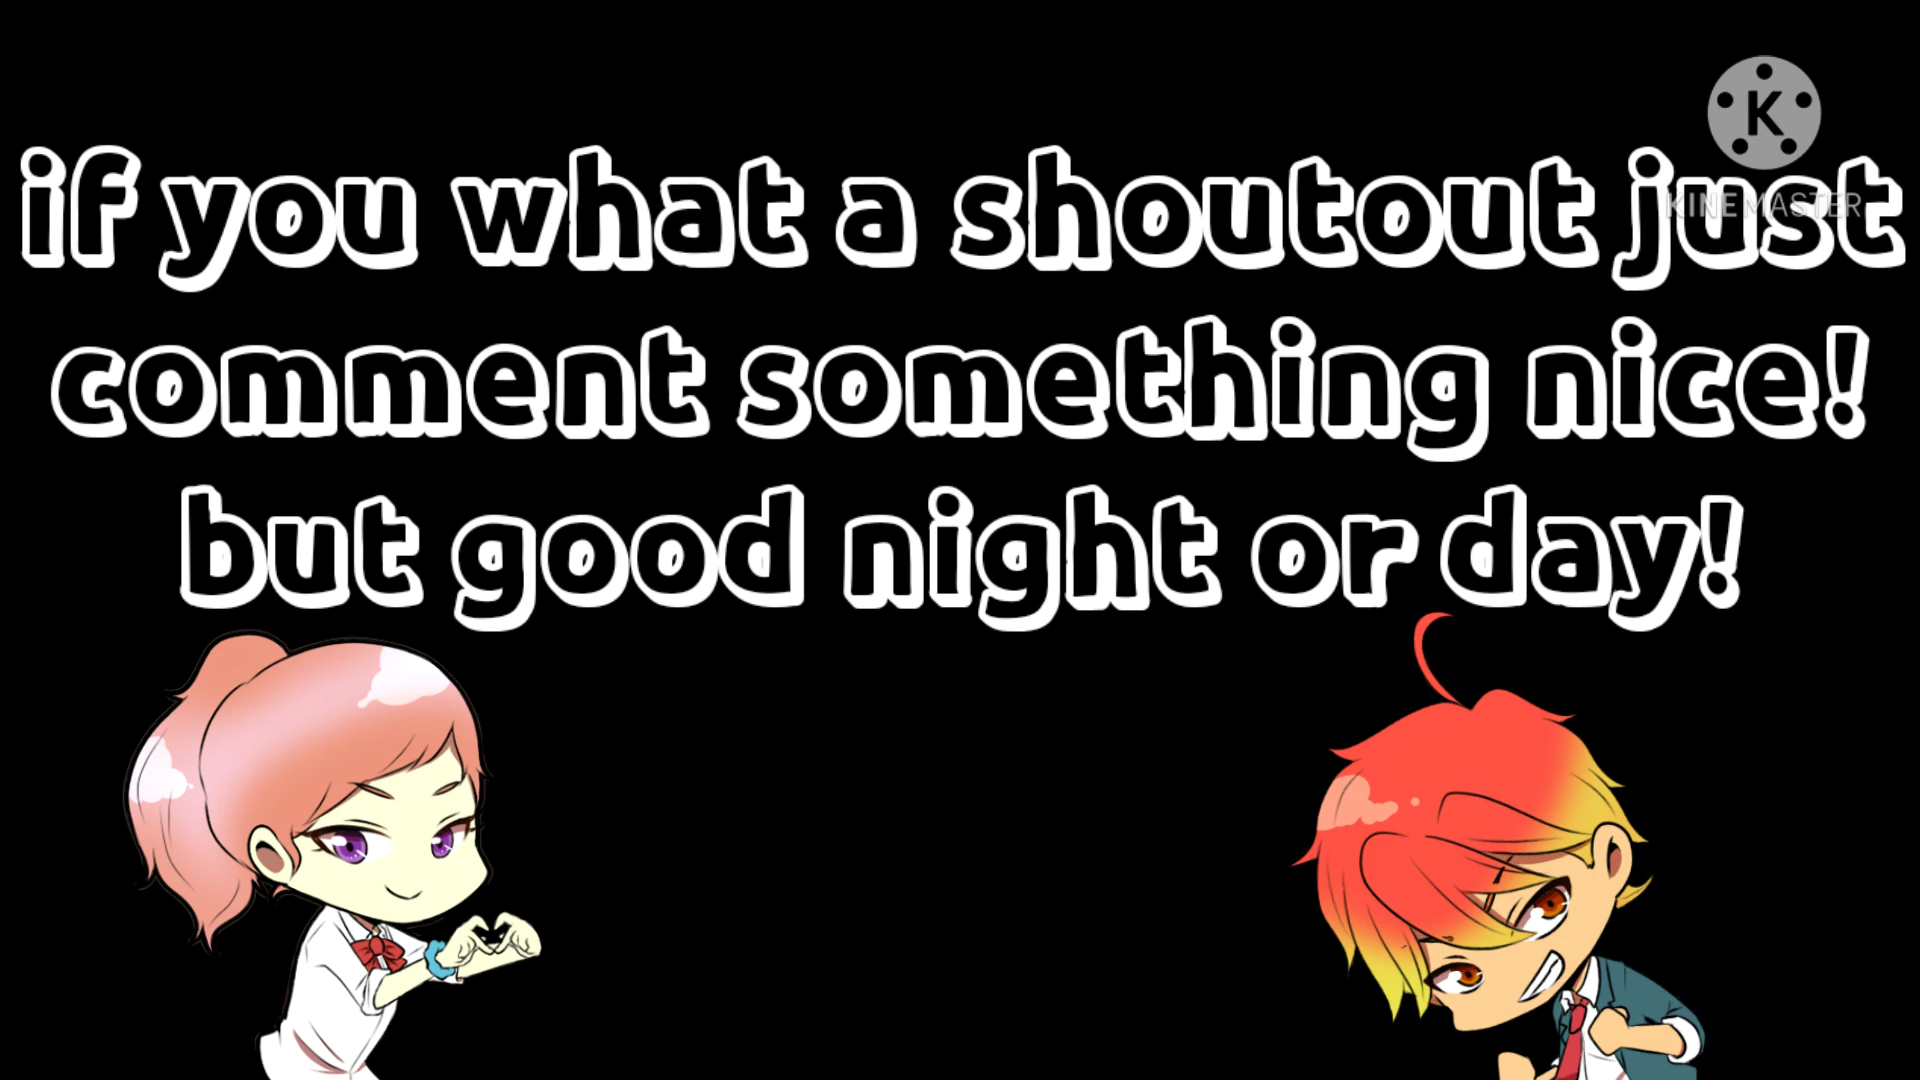 K
KINEMASTER
if you what a shoutout just
comment something nice!
but good night or day!